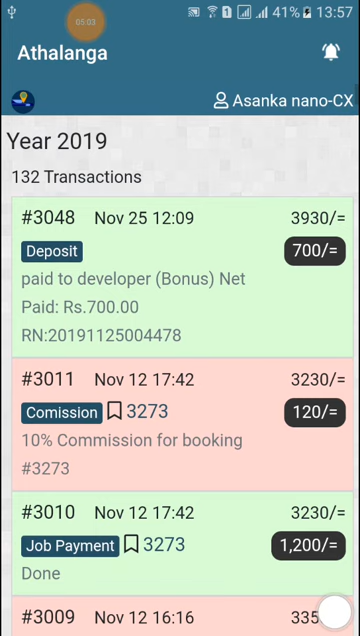 05:03
1 41% 13:57
Athalanga
Asanka nano-CX
Year 2019
132 Transactions
#3048 Nov 25 12:09 3930/=
Deposit 700/=
paid to developer (Bonus) Net
Paid: Rs.700.00
RN:20191125004478
#3011 Nov 12 17:42 3230/=
Comission 3273 120/=
10% Commission for booking
#3273
#3010 Nov 12 17:42 3230/=
Job Payment 3273 1,200/=
Done
#3009 Nov 12 16:16